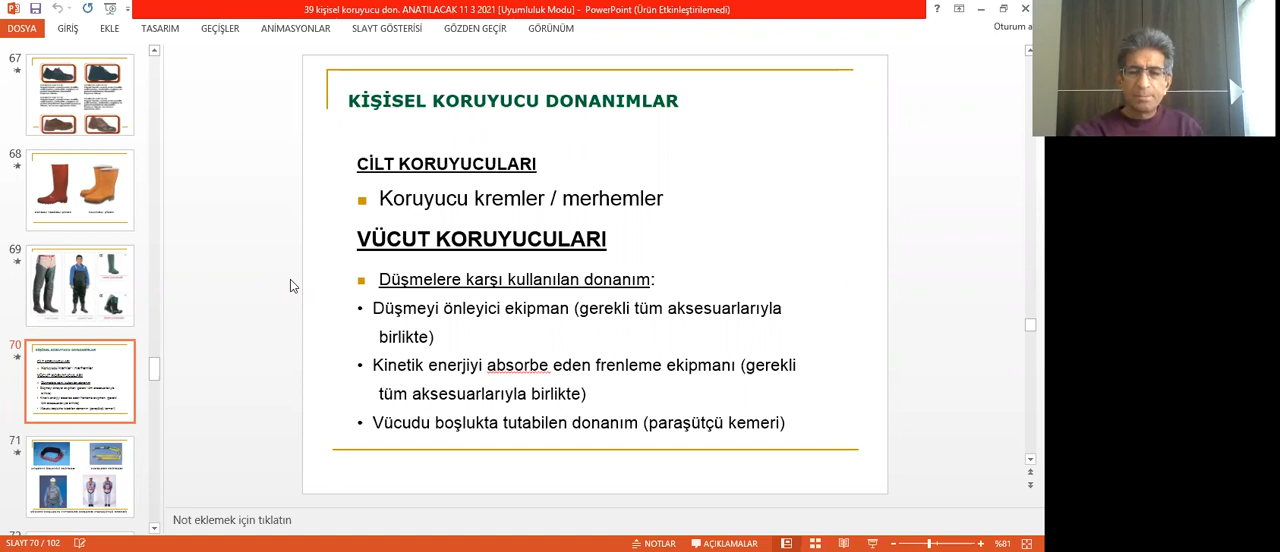 39 kişisel koruyucu don. ANATILACAK 11 3 2021 [Uyumluluk Modu] - PowerPoint (Ürün Etkinleştirilemedi)
DOSYA GİRİŞ EKLE TASARIM GEÇİŞLER ANİMASYONLAR SLAYT GÖSTERİSİ GÖZDEN GEÇİR GÖRÜNÜM Oturum a
67
68
69
70
71
KİŞİSEL KORUYUCU DONANIMLAR
CİLT KORUYUCULARI
Koruyucu kremler / merhemler
VÜCUT KORUYUCULARI
Düşmelere karşı kullanılan donanım:
• Düşmeyi önleyici ekipman (gerekli tüm aksesuarlarıyla
birlikte)
• Kinetik enerjiyi absorbe eden frenleme ekipmanı (gerekli
tüm aksesuarlarıyla birlikte)
• Vücudu boşlukta tutabilen donanım (paraşütçü kemeri)
Not eklemek için tıklatın
SLAYT 70 / 102 NOTLAR AÇIKLAMALAR %81